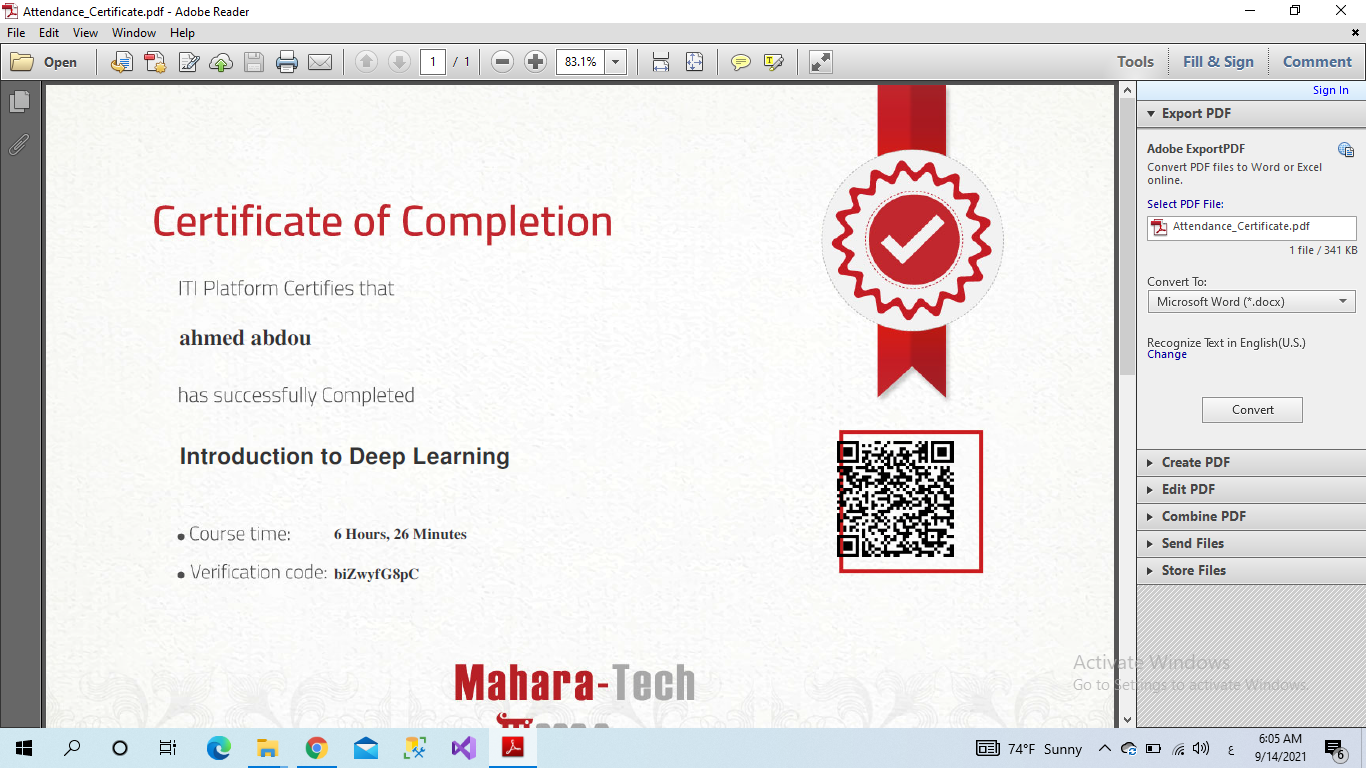 Attendance_Certificate.pdf - Adobe Reader
File Edit View Window Help
Open 1 / 1 83.1% Tools Fill & Sign Comment
Sign In
Export PDF
Adobe ExportPDF
Convert PDF files to Word or Excel
online.
Select PDF File:
Attendance_Certificate.pdf
1 file / 341 KB
Convert To:
Microsoft Word (*.docx)
Recognize Text in English(U.S.)
Change
Convert
Create PDF
Edit PDF
Combine PDF
Send Files
Store Files
Certificate of Completion
ITI Platform Certifies that
ahmed abdou
has successfully Completed
Introduction to Deep Learning
Course time: 6 Hours, 26 Minutes
Verification code: biZwyfG8pC
Mahara-Tech
Activate Windows
Go to Settings to activate Windows.
74°F Sunny ع 6:05 AM
9/14/2021 6